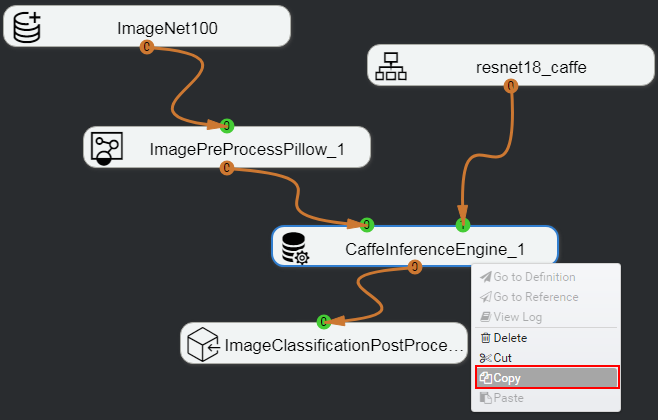 ImageNet100
resnet18_caffe
ImagePreProcessPillow_1
CaffeInferenceEngine_1
ImageClassificationPostProce...
Go to Definition
Go to Reference
View Log
Delete
Cut
Copy
Paste